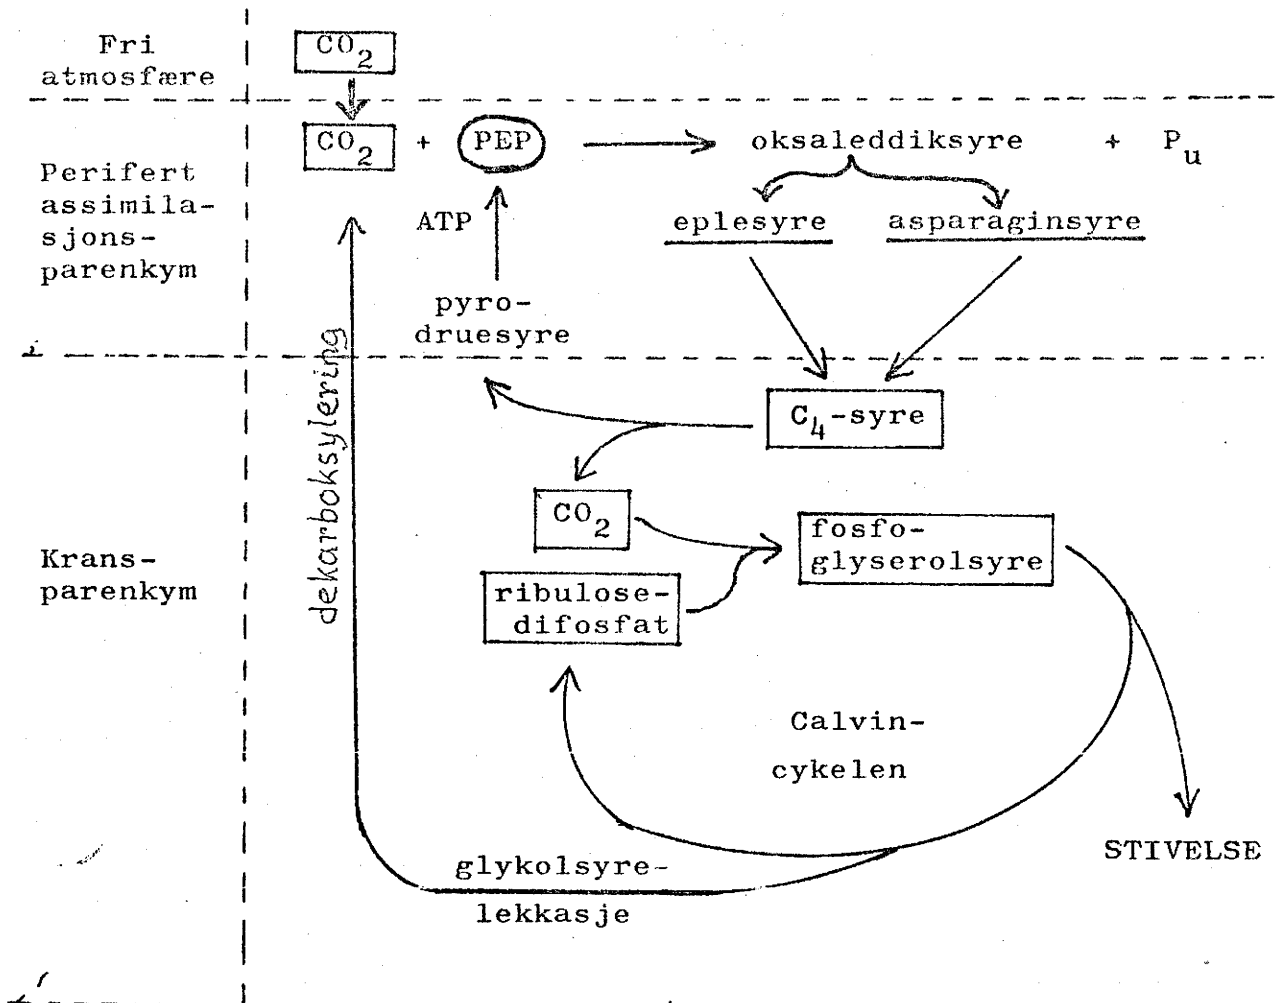 Fri
atmosfære
CO2
Perifert
assimila-
sjons-
parenkym
CO2 + PEP oksaleddiksyre + Pu
ATP
eplesyre asparaginsyre
pyro-
druesyre
dekarboksylering
Krans-
parenkym
C4-syre
CO2
fosfo-
glyserolsyre
ribulose-
difosfat
Calvin-
cykelen
STIVELSE
glykolsyre-
lekkasje